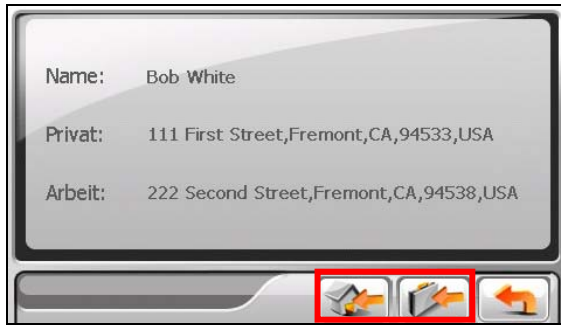 Name: Bob White
Privat: 111 First Street,Fremont,CA,94533,USA
Arbeit: 222 Second Street,Fremont,CA,94538,USA